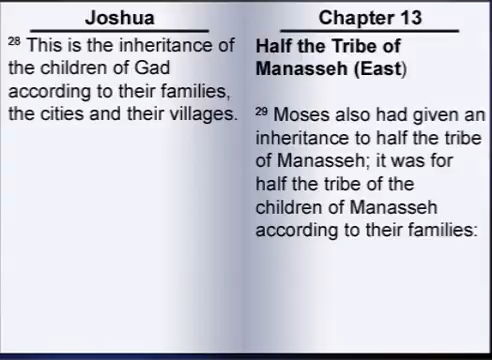 Joshua
28 This is the inheritance of
the children of Gad
according to their families,
the cities and their villages.
Chapter 13
Half the Tribe of
Manasseh (East)
29 Moses also had given an
inheritance to half the tribe
of Manasseh; it was for
half the tribe of the
children of Manasseh
according to their families: